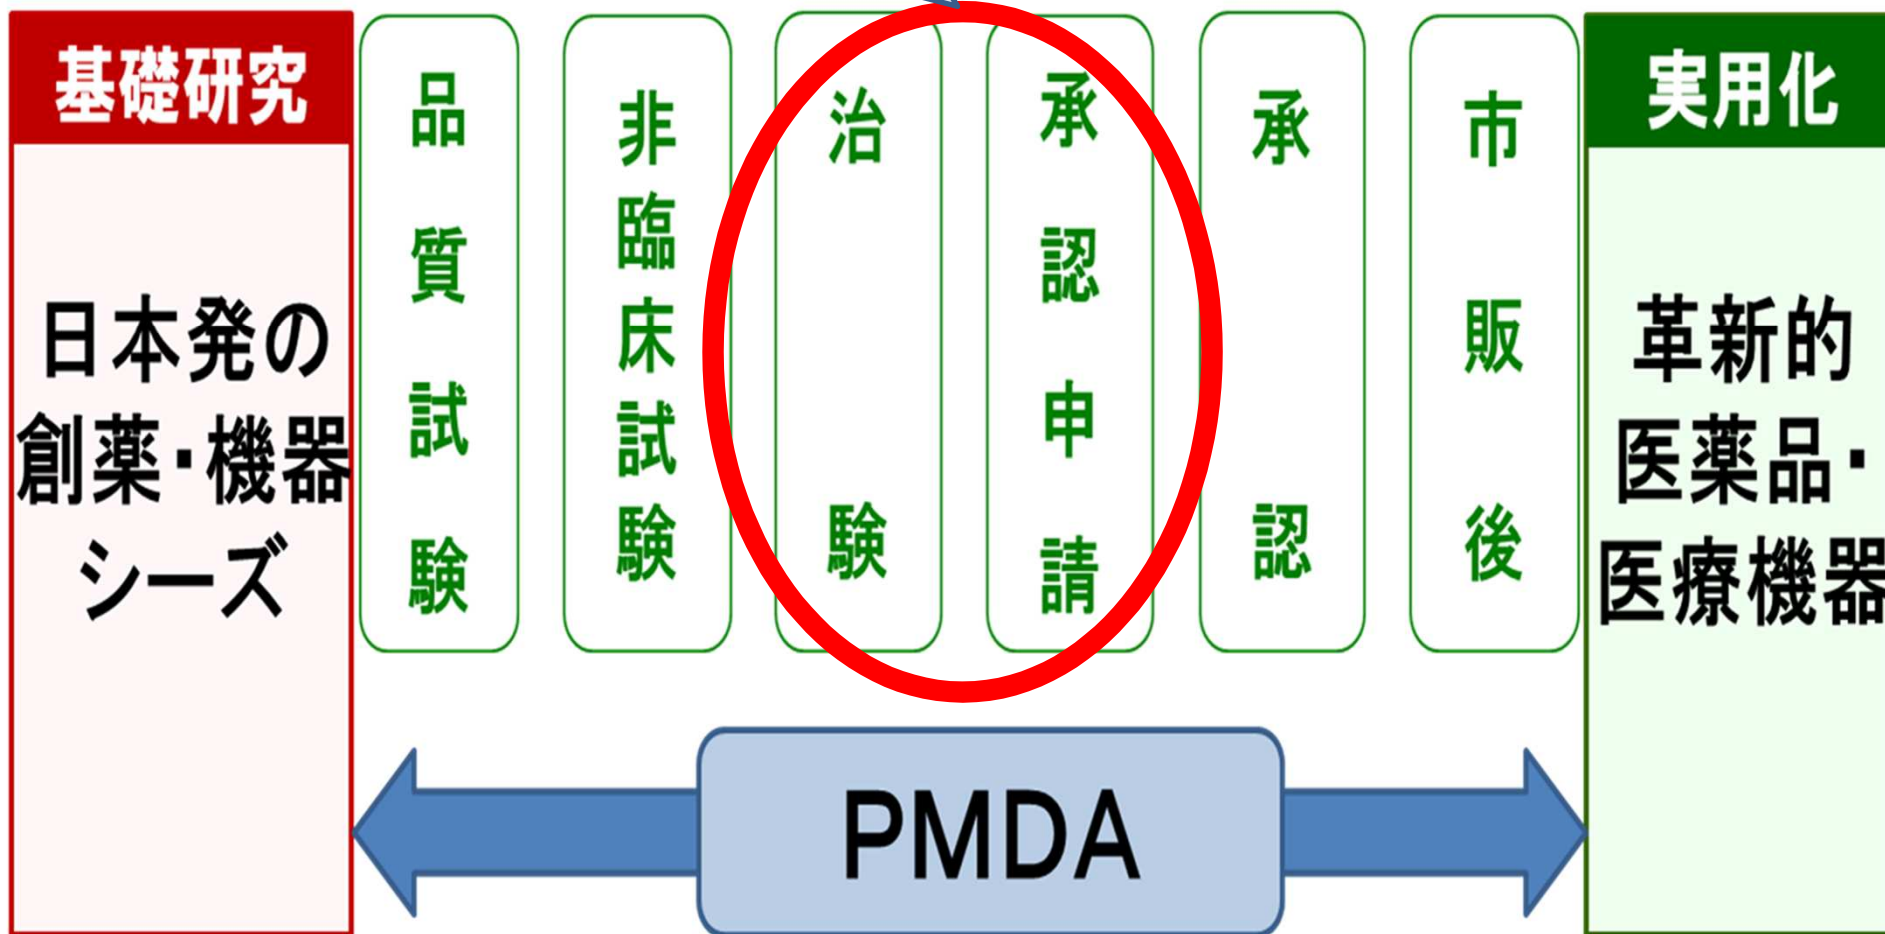 基礎研究
日本発の
創薬・機器
シーズ
品質試験
非臨床試験
治験
承認申請
承認
市販後
実用化
革新的
医薬品・
医療機器
PMDA